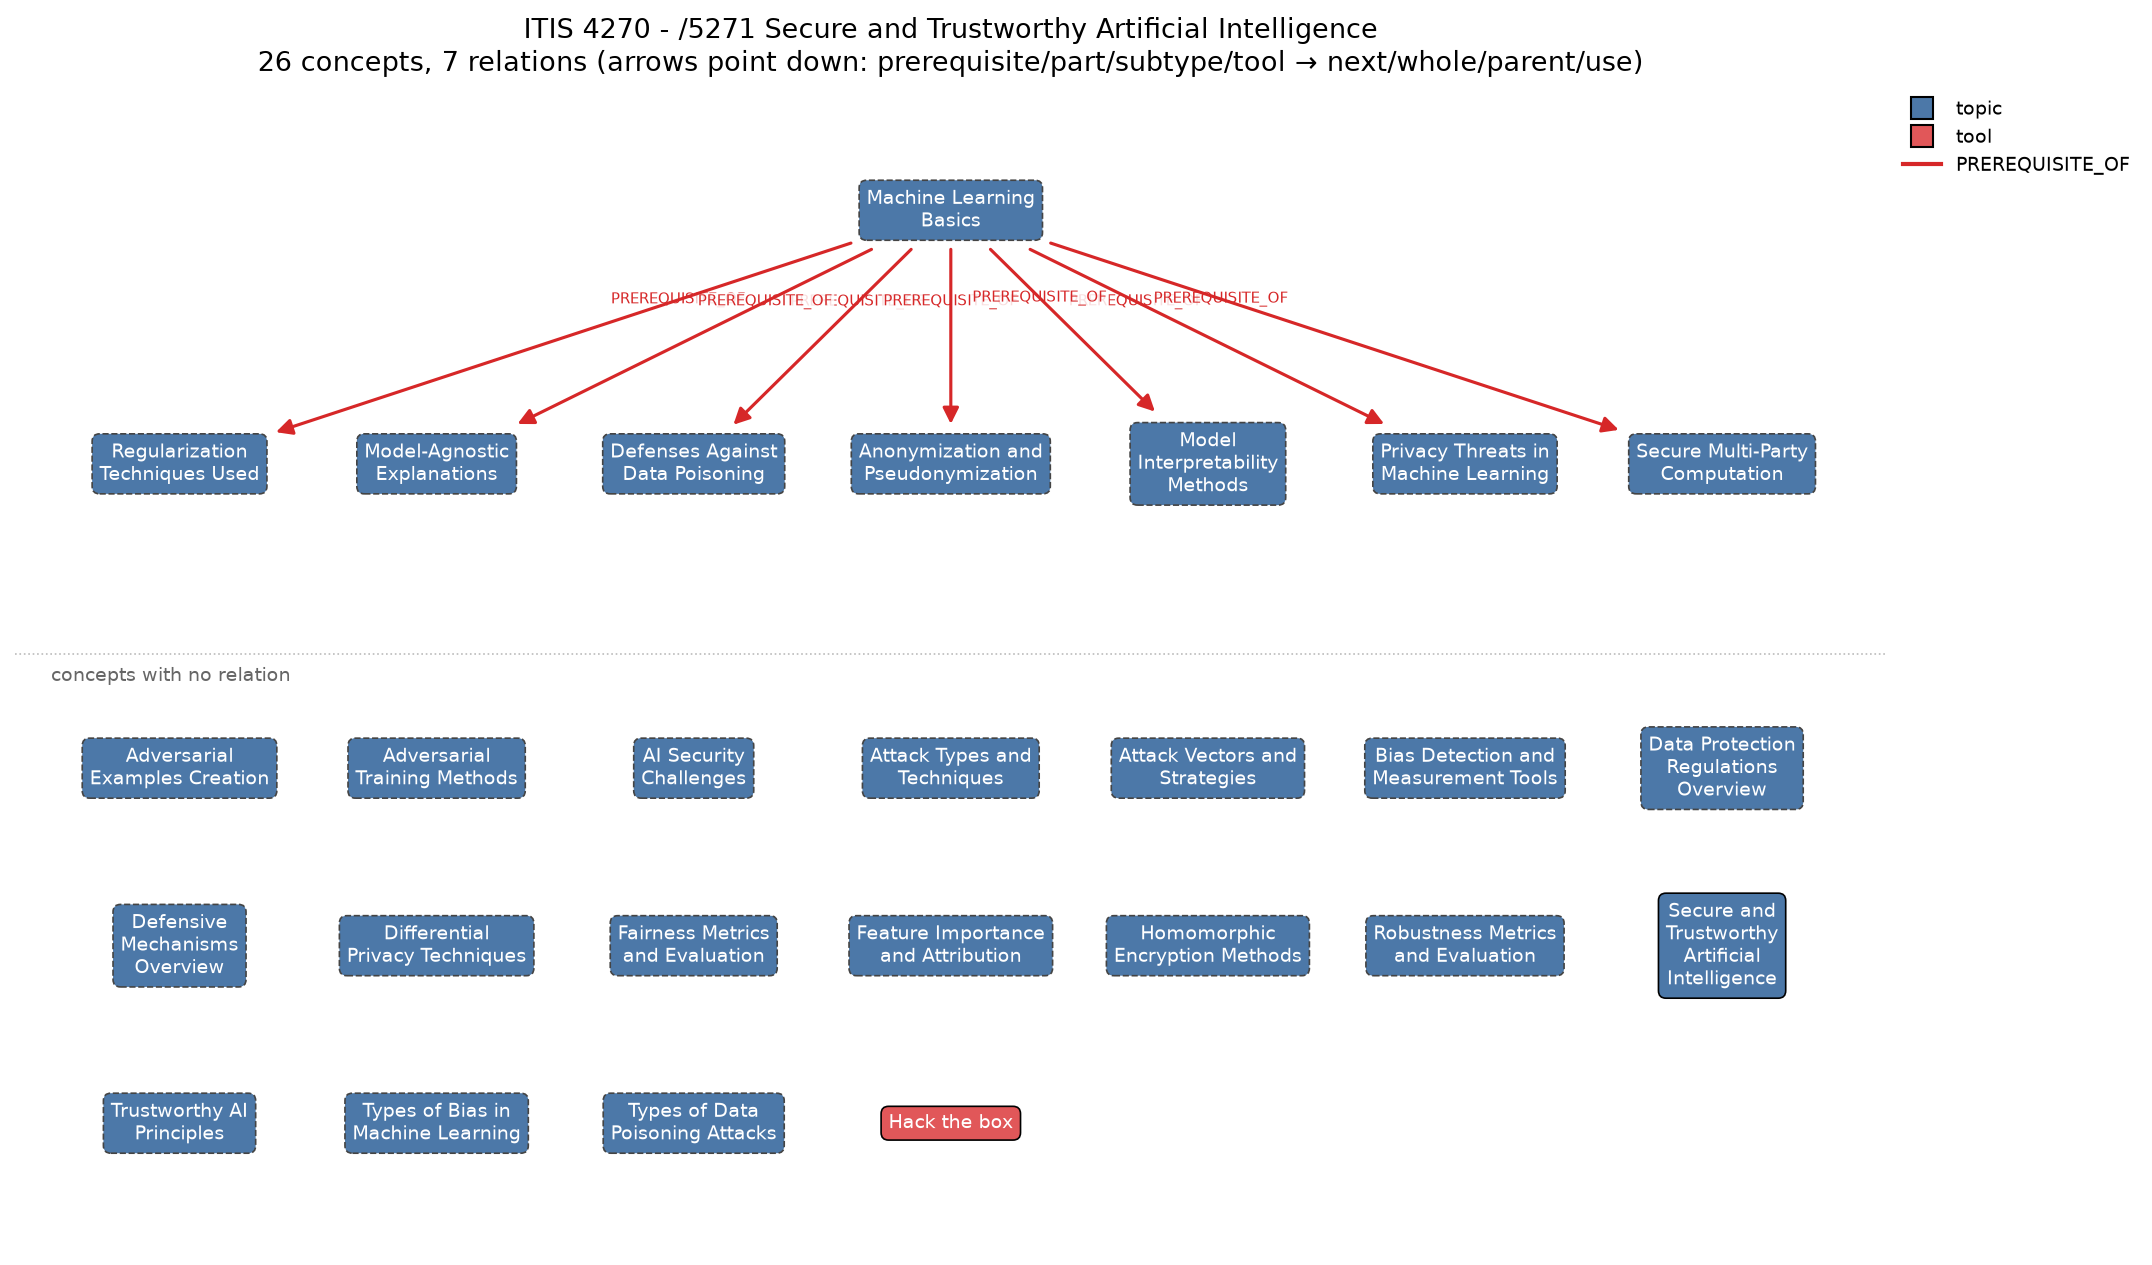 ITIS 4270 - /5271 Secure and Trustworthy Artificial Intelligence
26 concepts, 7 relations (arrows point down: prerequisite/part/subtype/tool → next/whole/parent/use)
topic
tool
PREREQUISITE_OF
Machine Learning
Basics
PREREQUISITE_OF
PREREQUISITE_OF
PREREQUISITE_OF
Regularization
Techniques Used
Model-Agnostic
Explanations
Defenses Against
Data Poisoning
Anonymization and
Pseudonymization
Model
Interpretability
Methods
Privacy Threats in
Machine Learning
Secure Multi-Party
Computation
concepts with no relation
Adversarial
Examples Creation
Adversarial
Training Methods
AI Security
Challenges
Attack Types and
Techniques
Attack Vectors and
Strategies
Bias Detection and
Measurement Tools
Data Protection
Regulations
Overview
Defensive
Mechanisms
Overview
Differential
Privacy Techniques
Fairness Metrics
and Evaluation
Feature Importance
and Attribution
Homomorphic
Encryption Methods
Robustness Metrics
and Evaluation
Secure and
Trustworthy
Artificial
Intelligence
Trustworthy AI
Principles
Types of Bias in
Machine Learning
Types of Data
Poisoning Attacks
Hack the box